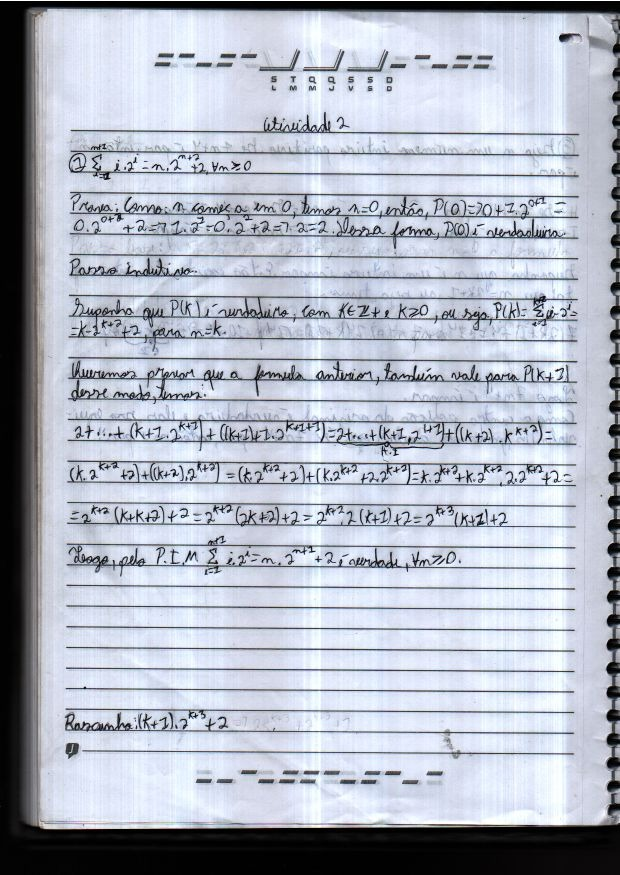 S T Q Q S S D
L M M J V S D
Atividade 2
① ∑_{i=1}^{n+1} i.2^i = n.2^{n+2}+2, ∀n≥0
Prova: Como n começa em 0, temos n=0, então, P(0)=>0+1.2^{0+1} =
0.2^{0+2} + 2 => 1.2^1 = 0.2^2 + 2 => 2=2. Dessa forma, P(0) é verdadeira.
Passo indutivo.
Suponha que P(K) é verdadeiro, com K∈Z+ e K≥0, ou seja, P(K)= ∑_{i=1}^{K+1} i.2^i =
=K.2^{K+2}+2, para n=K.
Queremos provar que a formula anterior, também vale para P(K+1)
desse modo, temos:
2+...+(K+1.2^{K+1})+((K+1)+1.2^{K+1+1})=2+...+(K+1.2^{i+1})+((K+2).K^{K+2})=
(K.2^{K+2}+2)+((K+2).2^{K+2})=(K.2^{K+2}+2)+(K.2^{K+2}+2.2^{K+2})=K.2^{K+2}+K.2^{K+2}.2.2^{K+2}+2=
=2^{K+2}(K+K+2)+2=2^{K+2}(2K+2)+2=2^{K+2}.2(K+1)+2=2^{K+3}(K+1)+2
Logo, pelo P.I.M ∑_{i=1}^{n+1} i.2^i=n.2^{n+1}+2, é verdade, ∀n≥0.
Rascunho: (K+1).2^{K+3}+2